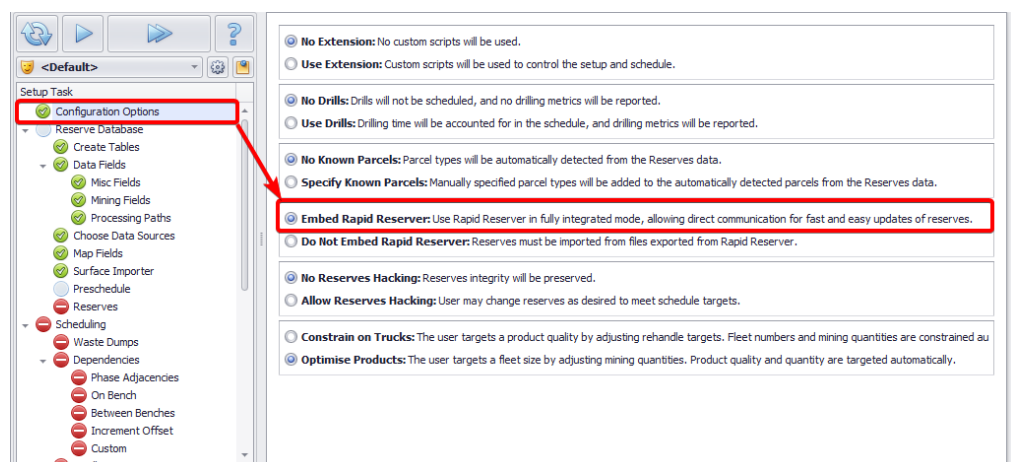 <Default>
Setup Task
Configuration Options
Reserve Database
Create Tables
Data Fields
Misc Fields
Mining Fields
Processing Paths
Choose Data Sources
Map Fields
Surface Importer
Preschedule
Reserves
Scheduling
Waste Dumps
Dependencies
Phase Adjacencies
On Bench
Between Benches
Increment Offset
Custom
No Extension: No custom scripts will be used.
Use Extension: Custom scripts will be used to control the setup and schedule.
No Drills: Drills will not be scheduled, and no drilling metrics will be reported.
Use Drills: Drilling time will be accounted for in the schedule, and drilling metrics will be reported.
No Known Parcels: Parcel types will be automatically detected from the Reserves data.
Specify Known Parcels: Manually specified parcel types will be added to the automatically detected parcels from the Reserves data.
Embed Rapid Reserver: Use Rapid Reserver in fully integrated mode, allowing direct communication for fast and easy updates of reserves.
Do Not Embed Rapid Reserver: Reserves must be imported from files exported from Rapid Reserver.
No Reserves Hacking: Reserves integrity will be preserved.
Allow Reserves Hacking: User may change reserves as desired to meet schedule targets.
Constrain on Trucks: The user targets a product quality by adjusting rehandle targets. Fleet numbers and mining quantities are constrained au
Optimise Products: The user targets a fleet size by adjusting mining quantities. Product quality and quantity are targeted automatically.